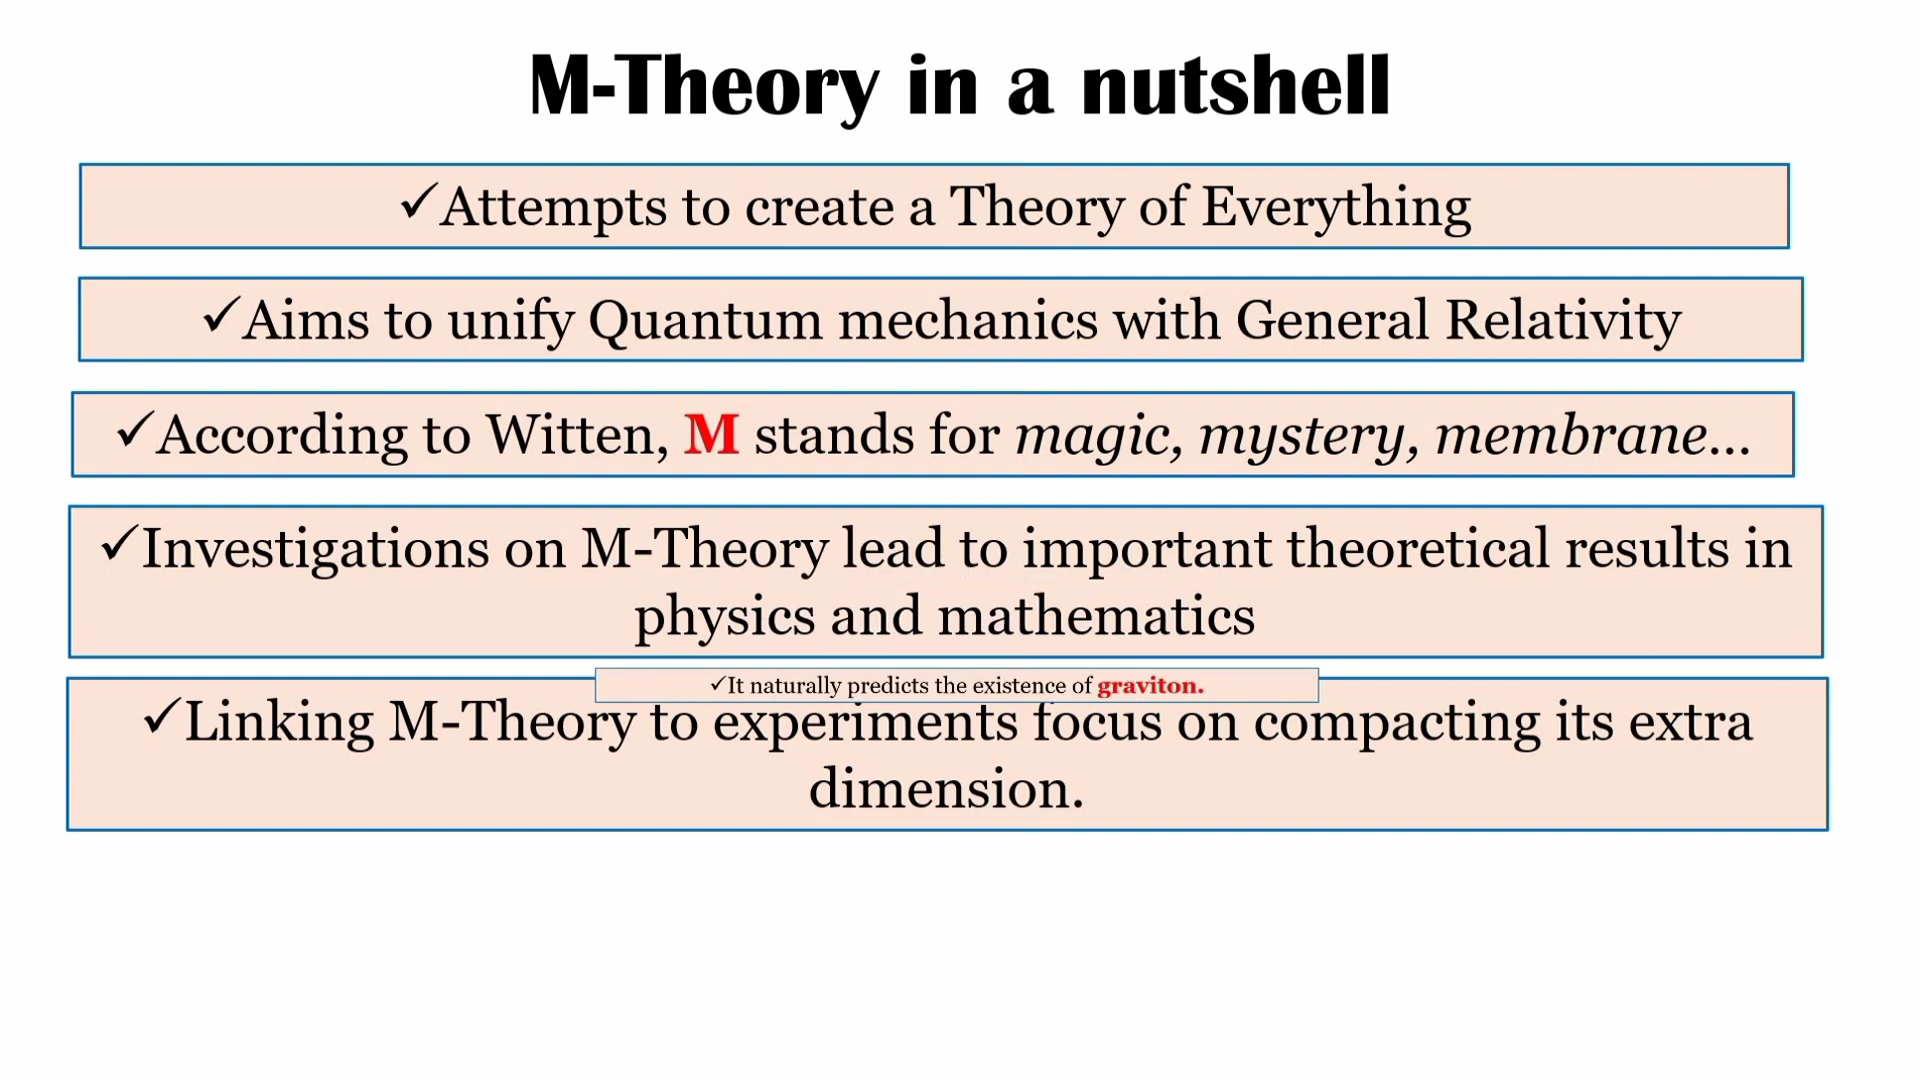 M-Theory in a nutshell
✓Attempts to create a Theory of Everything
✓Aims to unify Quantum mechanics with General Relativity
✓According to Witten, M stands for magic, mystery, membrane...
✓Investigations on M-Theory lead to important theoretical results in
physics and mathematics
✓It naturally predicts the existence of graviton.
✓Linking M-Theory to experiments focus on compacting its extra
dimension.